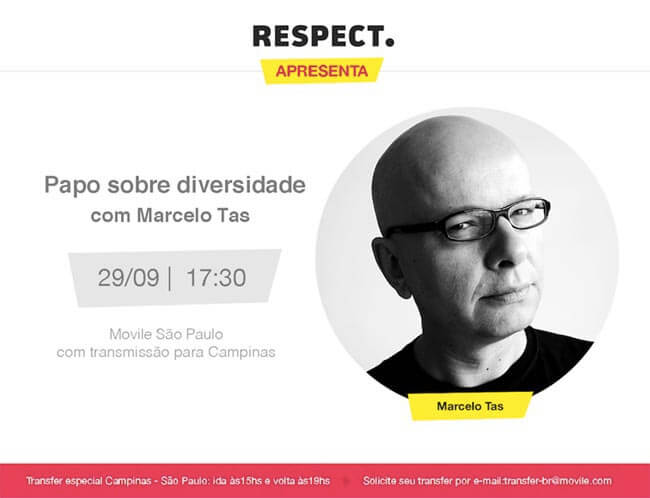 RESPECT.
APRESENTA
Papo sobre diversidade
com Marcelo Tas
29/09 | 17:30
Movile São Paulo
com transmissão para Campinas
Marcelo Tas
Transfer especial Campinas - São Paulo: ida às15hs e volta às19hs
Solicite seu transfer por e-mail:transfer-br@movile.com